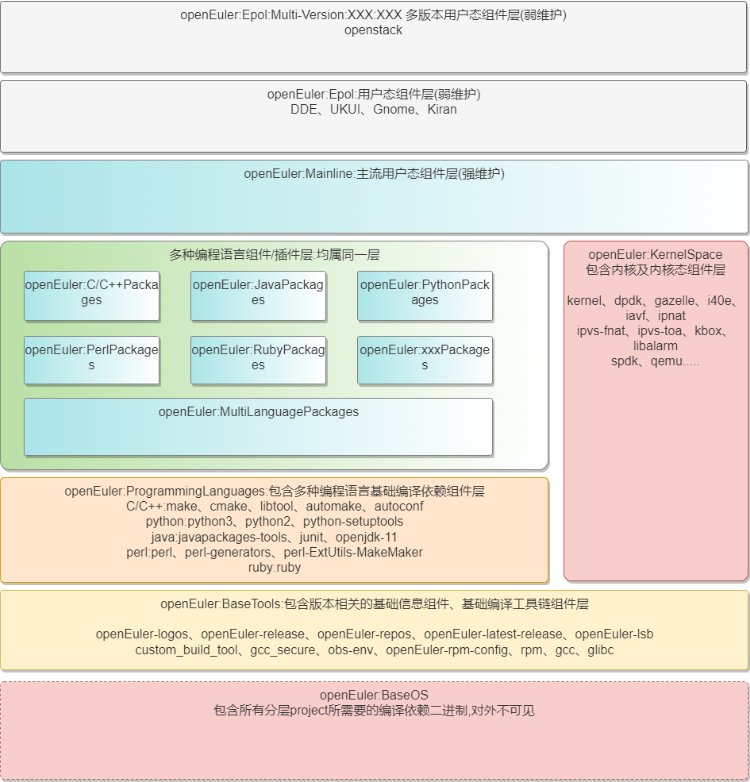 openEuler:Epol:Multi-Version:XXX:XXX 多版本用户态组件层(弱维护)
openstack
openEuler:Epol:用户态组件层(弱维护)
DDE、UKUI、Gnome、Kiran
openEuler:Mainline:主流用户态组件层(强维护)
多种编程语言组件/插件层:均属同一层
openEuler:C/C++Packa
ges
openEuler:JavaPackag
es
openEuler:PythonPack
ages
openEuler:PerlPackage
s
openEuler:RubyPackag
es
openEuler:xxxPackage
s
openEuler:MultiLanguagePackages
openEuler:KernelSpace
包含内核及内核态组件层
kernel、dpdk、gazelle、i40e、
iavf、ipnat
ipvs-fnat、ipvs-toa、kbox、
libalarm
spdk、qemu.....
openEuler:ProgrammingLanguages:包含多种编程语言基础编译依赖组件层
C/C++:make、cmake、libtool、automake、autoconf
python:python3、python2、python-setuptools
java:javapackages-tools、junit、openjdk-11
perl:perl、perl-generators、perl-ExtUtils-MakeMaker
ruby:ruby
openEuler:BaseTools:包含版本相关的基础信息组件、基础编译工具链组件层
openEuler-logos、openEuler-release、openEuler-repos、openEuler-latest-release、openEuler-lsb
custom_build_tool、gcc_secure、obs-env、openEuler-rpm-config、rpm、gcc、glibc
openEuler:BaseOS
包含所有分层project所需要的编译依赖二进制,对外不可见